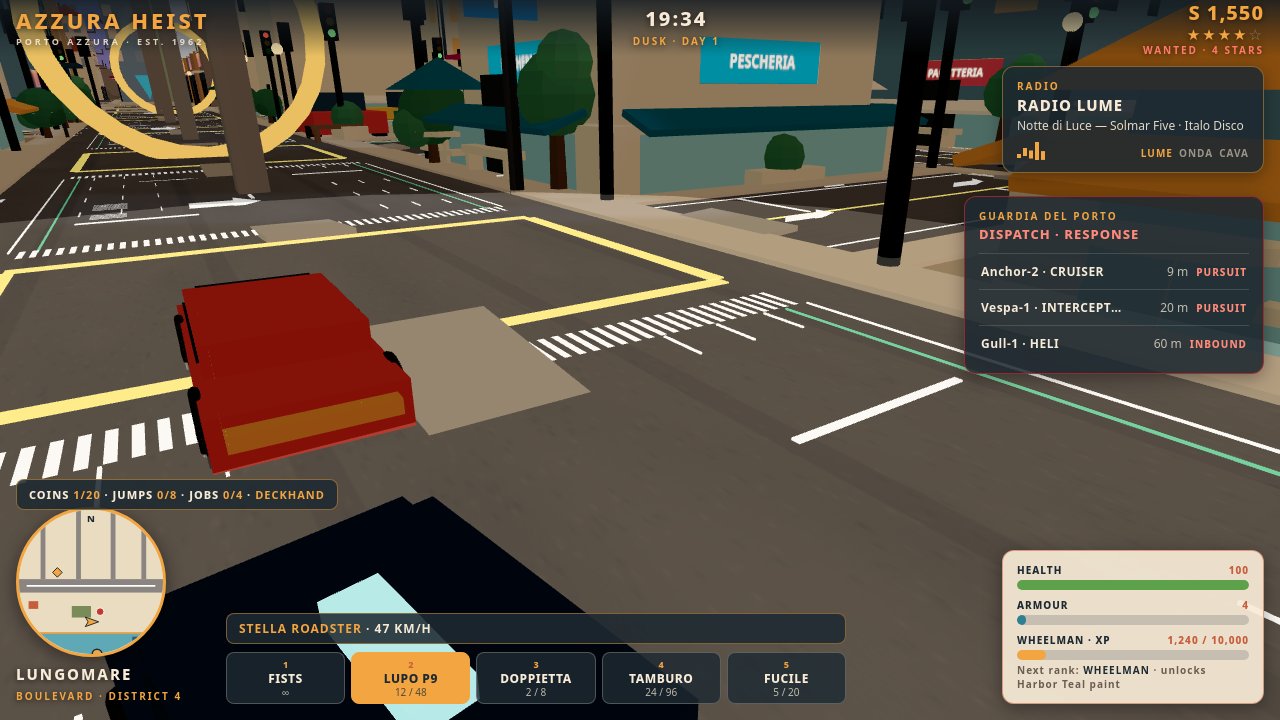 AZZURA HEIST
PORTO AZZURA · EST. 1962
19:34
DUSK · DAY 1
S 1,550
★★★★☆
WANTED · 4 STARS
PESCHERIA
RADIO
RADIO LUME
Notte di Luce — Solmar Five · Italo Disco
LUME ONDA CAVA
GUARDIA DEL PORTO
DISPATCH · RESPONSE
Anchor-2 · CRUISER 9 m PURSUIT
Vespa-1 · INTERCEPT… 20 m PURSUIT
Gull-1 · HELI 60 m INBOUND
COINS 1/20 · JUMPS 0/8 · JOBS 0/4 · DECKHAND
N
LUNGOMARE
BOULEVARD · DISTRICT 4
STELLA ROADSTER · 47 KM/H
1
FISTS
∞
2
LUPO P9
12 / 48
3
DOPPIETTA
2 / 8
4
TAMBURO
24 / 96
5
FUCILE
5 / 20
HEALTH 100
ARMOUR 4
WHEELMAN · XP 1,240 / 10,000
Next rank: WHEELMAN · unlocks
Harbor Teal paint